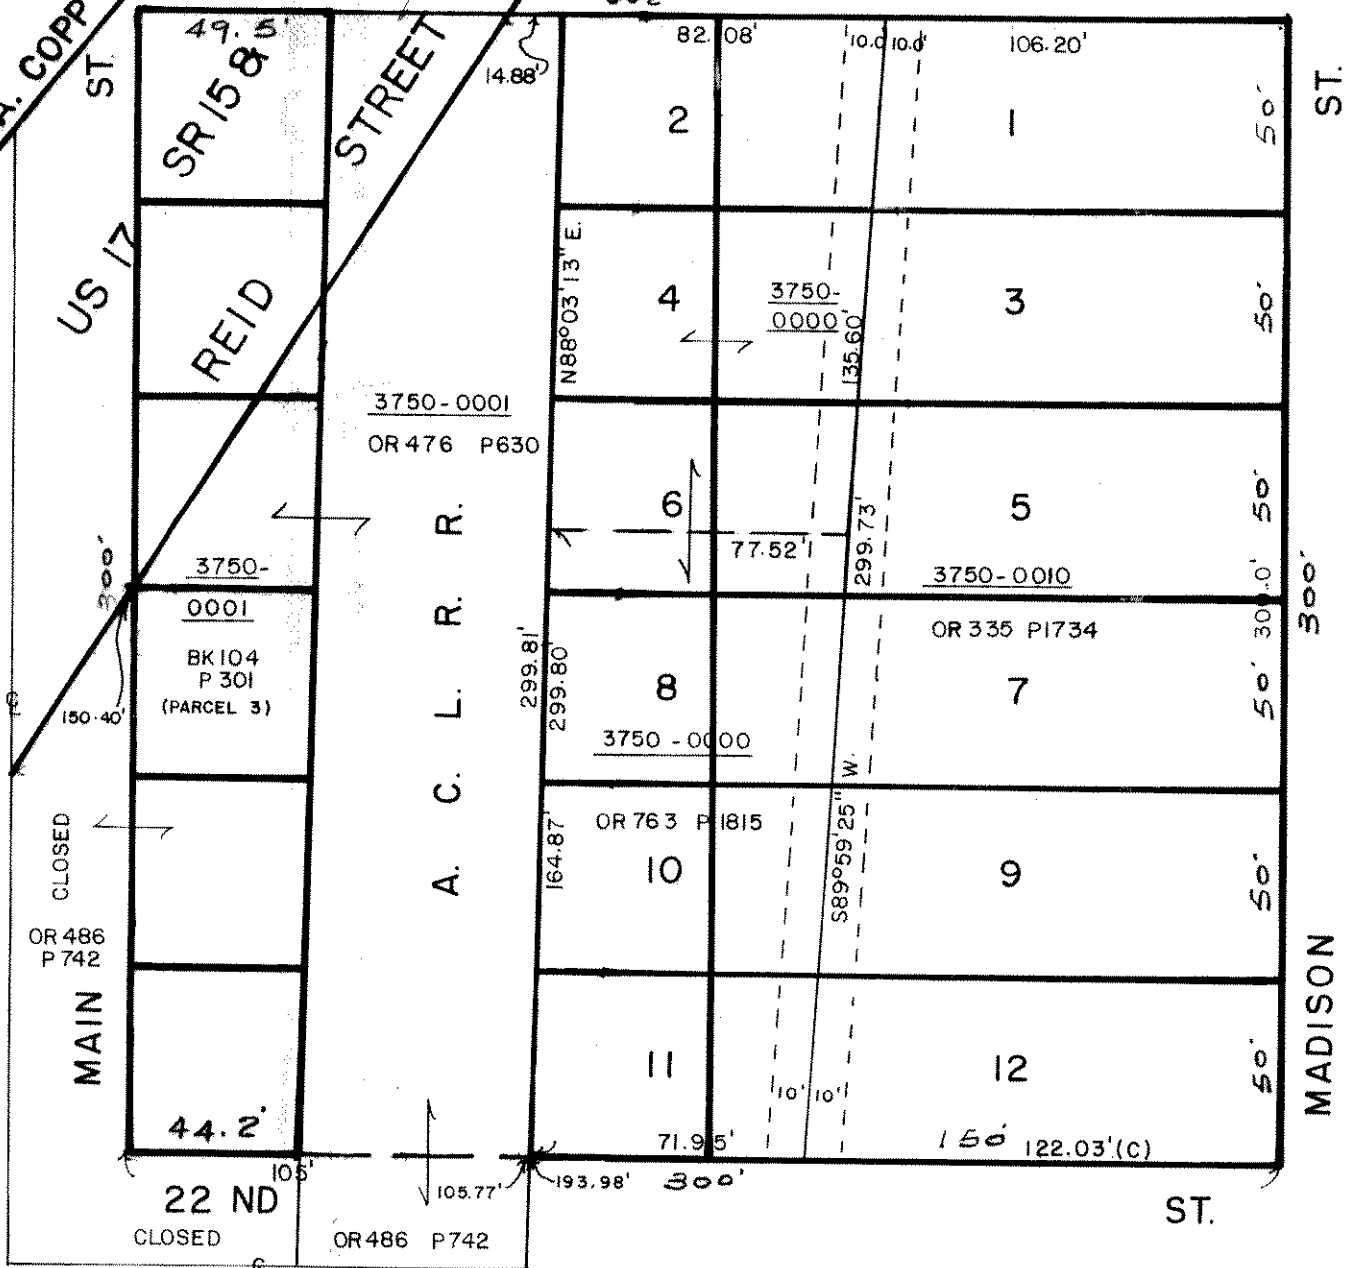 A. COPP
ST.
49.5'
SR 15 &
STREET
14.88'
82.08'
10.0'
10.0'
106.20'
ST.
2
1
50'
US 17
REID
N88°03'13" E.
4
3750-
0000
135.60'
3
50'
3750-0001
OR 476 P630
6
5
50'
77.52'
299.73'
3750-0010
OR 335 P1734
300.0'
300'
300'
3750-
0001
BK 104
P 301
(PARCEL 3)
150.40'
A. C. L. R. R.
299.81'
299.80'
8
7
50'
3750-0000
OR 763 P 1815
164.87'
S89°59'25" W.
10
9
50'
CLOSED
OR 486
P 742
MAIN
MADISON
11
12
50'
10'
10'
44.2'
71.95'
150'
122.03'(C)
105'
105.77'
193.98'
300'
22 ND
ST.
CLOSED
OR 486 P742